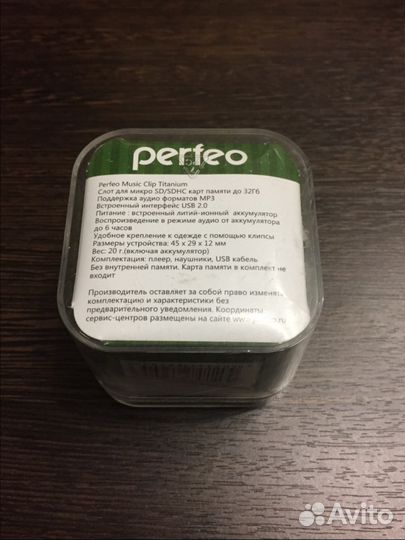 perfeo
Perfeo Music Clip Titanium
Слот для микро SD/SDHC карт памяти до 32Гб
Поддержка аудио форматов MP3
Встроенный интерфейс USB 2.0
Питание : встроенный литий-ионный аккумулятор
Воспроизведение в режиме аудио от аккумулятора
до 6 часов
Удобное крепление к одежде с помощью клипсы
Размеры устройства: 45 x 29 x 12 мм
Вес: 20 г.(включая аккумулятор)
Комплектация: плеер, наушники, USB кабель
Без внутренней памяти. Карта памяти в комплект не
входит
Производитель оставляет за собой право изменять
комплектацию и характеристики без
предварительного уведомления. Координаты
сервис-центров размещены на сайте
Avito